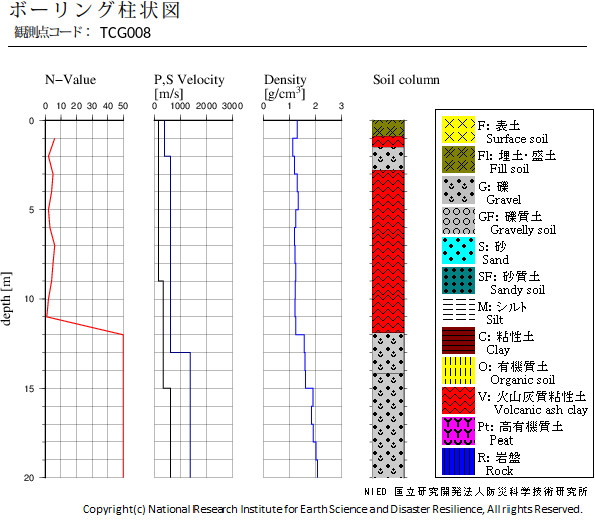 ボーリング柱状図
観測点コード： TCG008
N−Value
P,S Velocity
[m/s]
Density
[g/cm³]
Soil column
0 10 20 30 40 50
0 1000 2000 3000
0 1 2 3
0
5
10
15
20
depth [m]
F: 表土
Surface soil
Fl: 埋土・盛土
Fill soil
G: 礫
Gravel
GF: 礫質土
Gravelly soil
S: 砂
Sand
SF: 砂質土
Sandy soil
M: シルト
Silt
C: 粘性土
Clay
O: 有機質土
Organic soil
V: 火山灰質粘性土
Volcanic ash clay
Pt: 高有機質土
Peat
R: 岩盤
Rock
NIED 国立研究開発法人防災科学技術研究所
Copyright(c) National Research Institute for Earth Science and Disaster Resilience, All Rights Reserved.